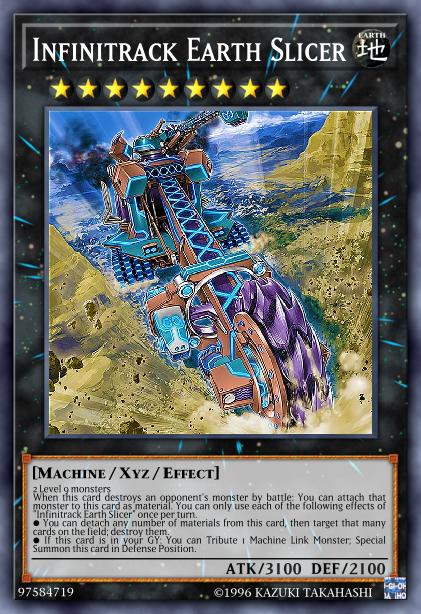 INFINITRACK EARTH SLICER
EARTH
地
[MACHINE / XYZ / EFFECT]
2 Level 9 monsters
When this card destroys an opponent's monster by battle: You can attach that
monster to this card as material. You can only use each of the following effects of
"Infinitrack Earth Slicer" once per turn.
● You can detach any number of materials from this card, then target that many
cards on the field; destroy them.
● If this card is in your GY: You can Tribute 1 Machine Link Monster; Special
Summon this card in Defense Position.
ATK/3100 DEF/2100
97584719
©1996 KAZUKI TAKAHASHI